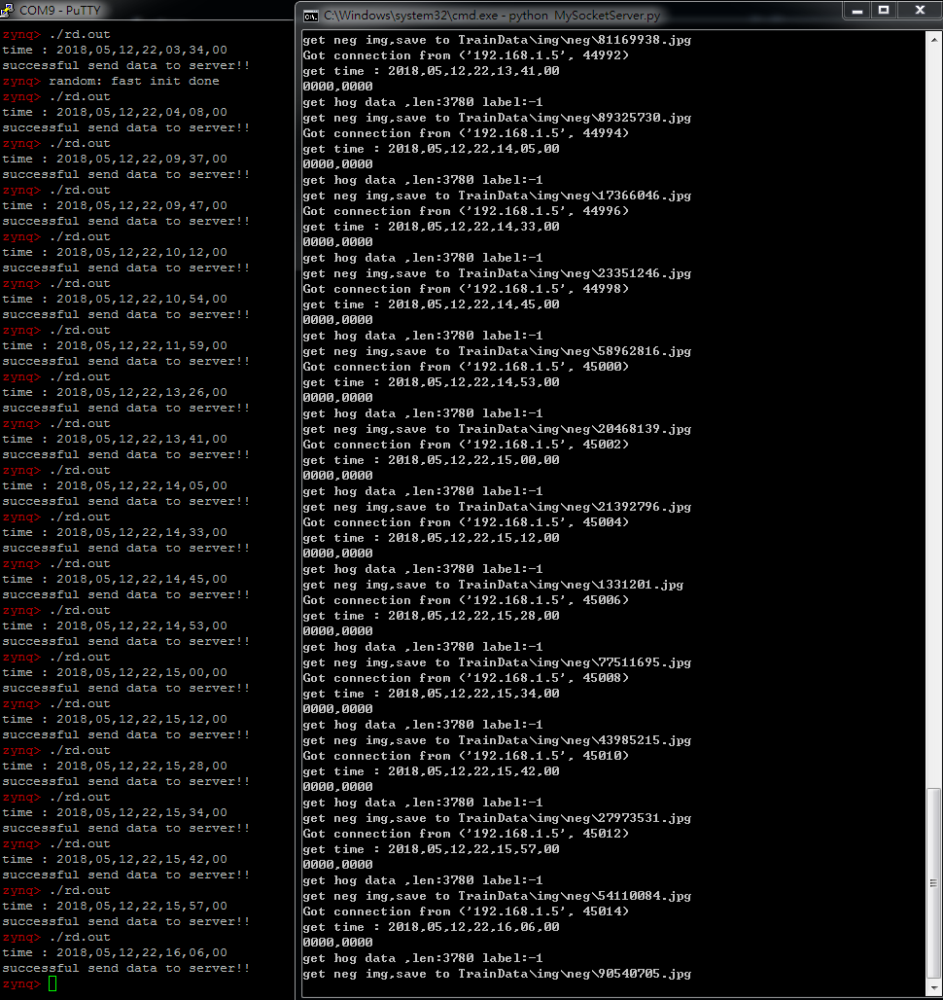 COM9 - PuTTY
zynq> ./rd.out
time : 2018,05,12,22,03,34,00
successful send data to server!!
zynq> random: fast init done
zynq> ./rd.out
time : 2018,05,12,22,04,08,00
successful send data to server!!
zynq> ./rd.out
time : 2018,05,12,22,09,37,00
successful send data to server!!
zynq> ./rd.out
time : 2018,05,12,22,09,47,00
successful send data to server!!
zynq> ./rd.out
time : 2018,05,12,22,10,12,00
successful send data to server!!
zynq> ./rd.out
time : 2018,05,12,22,10,54,00
successful send data to server!!
zynq> ./rd.out
time : 2018,05,12,22,11,59,00
successful send data to server!!
zynq> ./rd.out
time : 2018,05,12,22,13,26,00
successful send data to server!!
zynq> ./rd.out
time : 2018,05,12,22,13,41,00
successful send data to server!!
zynq> ./rd.out
time : 2018,05,12,22,14,05,00
successful send data to server!!
zynq> ./rd.out
time : 2018,05,12,22,14,33,00
successful send data to server!!
zynq> ./rd.out
time : 2018,05,12,22,14,45,00
successful send data to server!!
zynq> ./rd.out
time : 2018,05,12,22,14,53,00
successful send data to server!!
zynq> ./rd.out
time : 2018,05,12,22,15,00,00
successful send data to server!!
zynq> ./rd.out
time : 2018,05,12,22,15,12,00
successful send data to server!!
zynq> ./rd.out
time : 2018,05,12,22,15,28,00
successful send data to server!!
zynq> ./rd.out
time : 2018,05,12,22,15,34,00
successful send data to server!!
zynq> ./rd.out
time : 2018,05,12,22,15,42,00
successful send data to server!!
zynq> ./rd.out
time : 2018,05,12,22,15,57,00
successful send data to server!!
zynq> ./rd.out
time : 2018,05,12,22,16,06,00
successful send data to server!!
zynq>
C:\Windows\system32\cmd.exe - python MySocketServer.py
get neg img,save to TrainData\img\neg\81169938.jpg
Got connection from ('192.168.1.5', 44992)
get time : 2018,05,12,22,13,41,00
0000,0000
get hog data ,len:3780 label:-1
get neg img,save to TrainData\img\neg\89325730.jpg
Got connection from ('192.168.1.5', 44994)
get time : 2018,05,12,22,14,05,00
0000,0000
get hog data ,len:3780 label:-1
get neg img,save to TrainData\img\neg\17366046.jpg
Got connection from ('192.168.1.5', 44996)
get time : 2018,05,12,22,14,33,00
0000,0000
get hog data ,len:3780 label:-1
get neg img,save to TrainData\img\neg\23351246.jpg
Got connection from ('192.168.1.5', 44998)
get time : 2018,05,12,22,14,45,00
0000,0000
get hog data ,len:3780 label:-1
get neg img,save to TrainData\img\neg\58962816.jpg
Got connection from ('192.168.1.5', 45000)
get time : 2018,05,12,22,14,53,00
0000,0000
get hog data ,len:3780 label:-1
get neg img,save to TrainData\img\neg\20468139.jpg
Got connection from ('192.168.1.5', 45002)
get time : 2018,05,12,22,15,00,00
0000,0000
get hog data ,len:3780 label:-1
get neg img,save to TrainData\img\neg\21392796.jpg
Got connection from ('192.168.1.5', 45004)
get time : 2018,05,12,22,15,12,00
0000,0000
get hog data ,len:3780 label:-1
get neg img,save to TrainData\img\neg\1331201.jpg
Got connection from ('192.168.1.5', 45006)
get time : 2018,05,12,22,15,28,00
0000,0000
get hog data ,len:3780 label:-1
get neg img,save to TrainData\img\neg\77511695.jpg
Got connection from ('192.168.1.5', 45008)
get time : 2018,05,12,22,15,34,00
0000,0000
get hog data ,len:3780 label:-1
get neg img,save to TrainData\img\neg\43985215.jpg
Got connection from ('192.168.1.5', 45010)
get time : 2018,05,12,22,15,42,00
0000,0000
get hog data ,len:3780 label:-1
get neg img,save to TrainData\img\neg\27973531.jpg
Got connection from ('192.168.1.5', 45012)
get time : 2018,05,12,22,15,57,00
0000,0000
get hog data ,len:3780 label:-1
get neg img,save to TrainData\img\neg\54110084.jpg
Got connection from ('192.168.1.5', 45014)
get time : 2018,05,12,22,16,06,00
0000,0000
get hog data ,len:3780 label:-1
get neg img,save to TrainData\img\neg\90540705.jpg